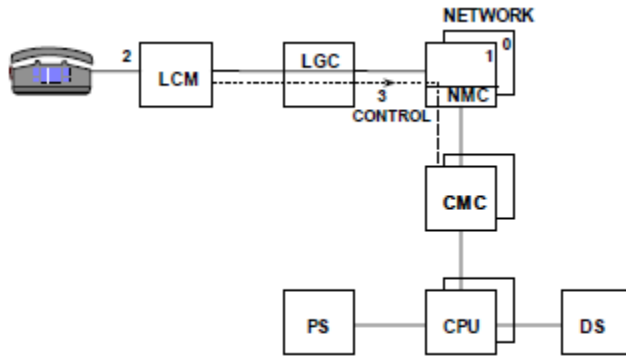 NETWORK
0
1
2
LCM
LGC
NMC
3
CONTROL
CMC
PS
CPU
DS